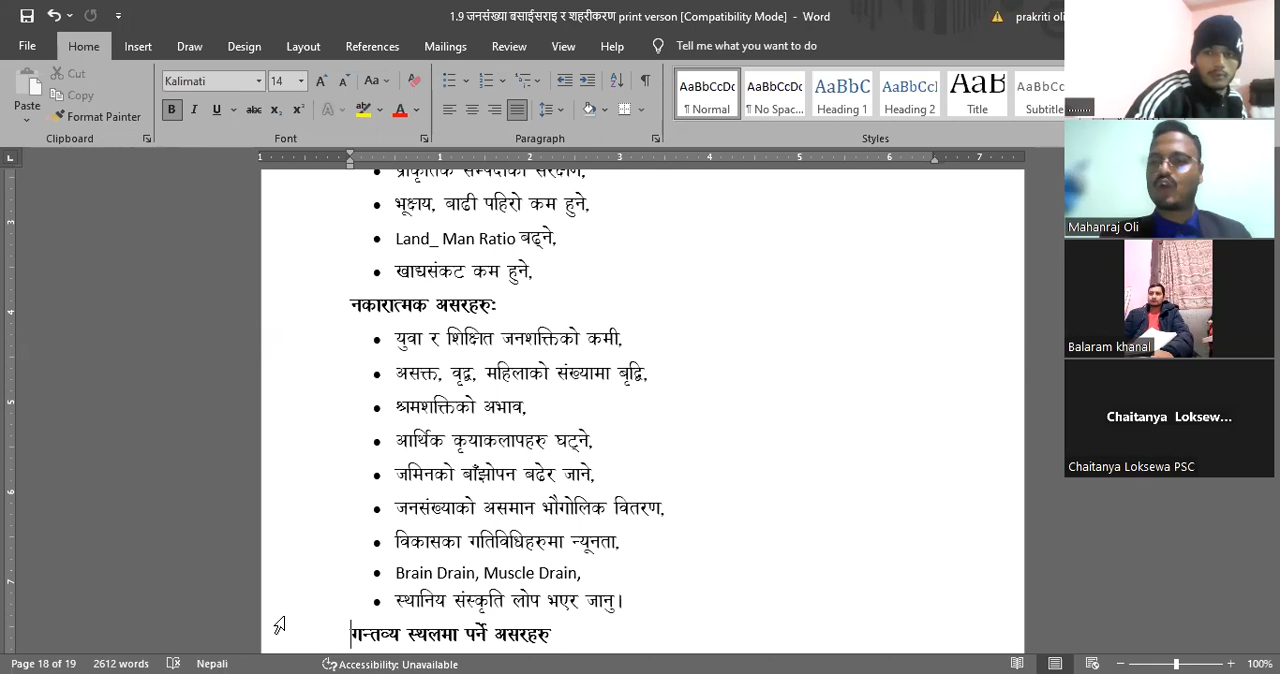 1.9 जनसंख्या बसाईसराइ र शहरीकरण print verson [Compatibility Mode] - Word
prakriti oli
File Home Insert Draw Design Layout References Mailings Review View Help Tell me what you want to do
Paste
Cut
Copy
Format Painter
Clipboard
Kalimati 14
Font
Paragraph
AaBbCcDc AaBbCcDc AaBbC AaBbCcl AaBbC AaBbCcD
¶ Normal ¶ No Spac... Heading 1 Heading 2 Title Subtitle
Styles
प्राकृतिक सम्पदाको संरक्षण,
भूक्षय, बाढी पहिरो कम हुने,
Land_ Man Ratio बढ्ने,
खाद्यसंकट कम हुने,
नकारात्मक असरहरुः
युवा र शिक्षित जनशक्तिको कमी,
असक्त, वृद्व, महिलाको संख्यामा बृद्वि,
श्रमशक्तिको अभाव,
आर्थिक कृयाकलापहरु घट्ने,
जमिनको बाँझोपन बढेर जाने,
जनसंख्याको असमान भौगोलिक वितरण,
विकासका गतिविधिहरुमा न्यूनता,
Brain Drain, Muscle Drain,
स्थानिय संस्कृति लोप भएर जानु।
गन्तव्य स्थलमा पर्ने असरहरु
Mahanraj Oli
Balaram khanal
Chaitanya Loksew...
Chaitanya Loksewa PSC
Page 18 of 19 2612 words Nepali Accessibility: Unavailable 100%